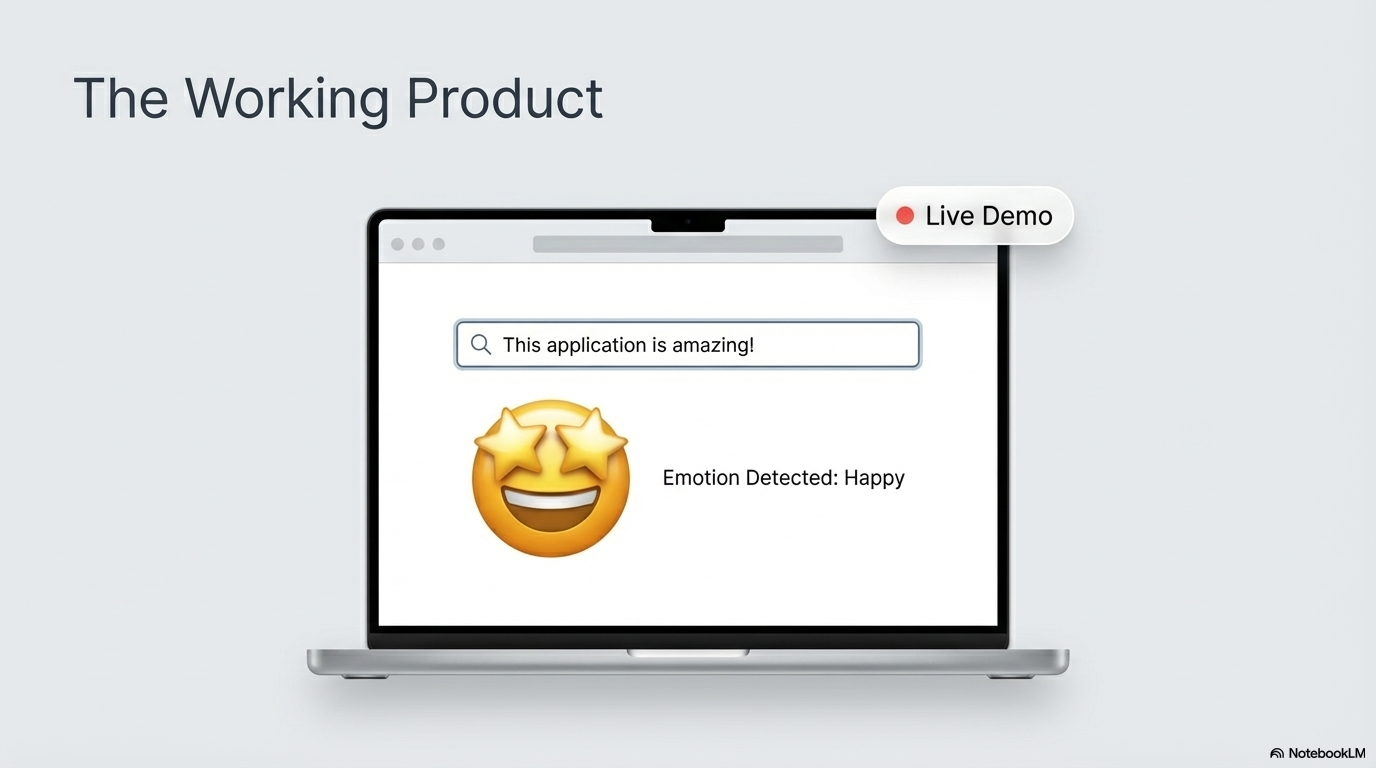 The Working Product
Live Demo
This application is amazing!
Emotion Detected: Happy
NotebookLM